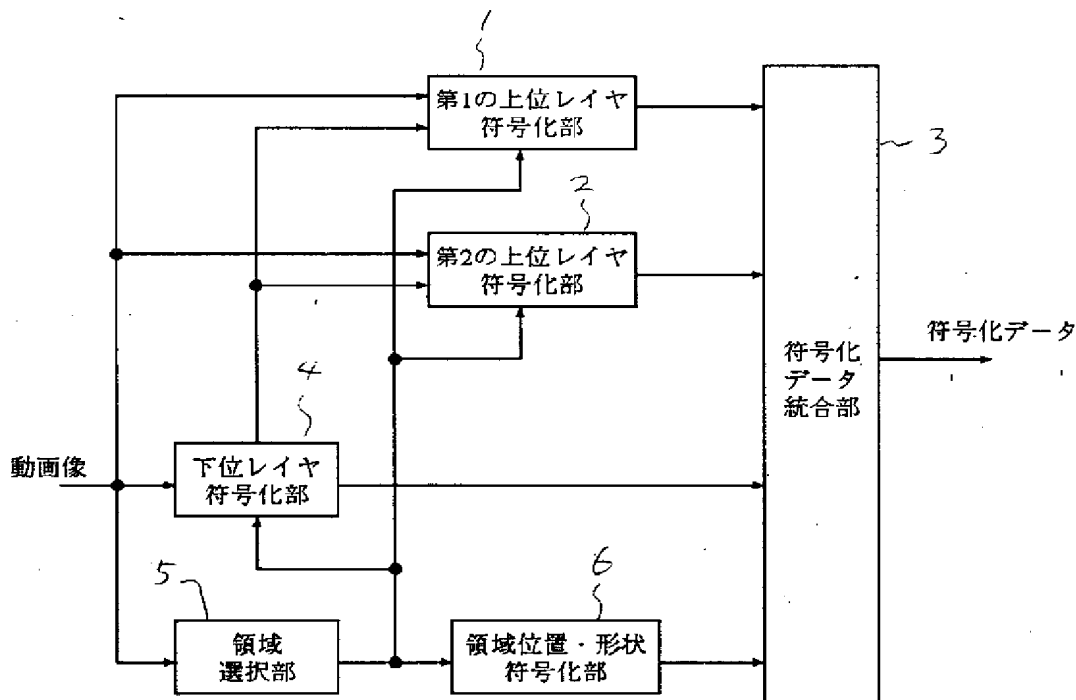 1
第1の上位レイヤ
符号化部
3
2
第2の上位レイヤ
符号化部
符号化データ
符号化
データ
統合部
4
動画像
下位レイヤ
符号化部
5
領域
選択部
6
領域位置・形状
符号化部